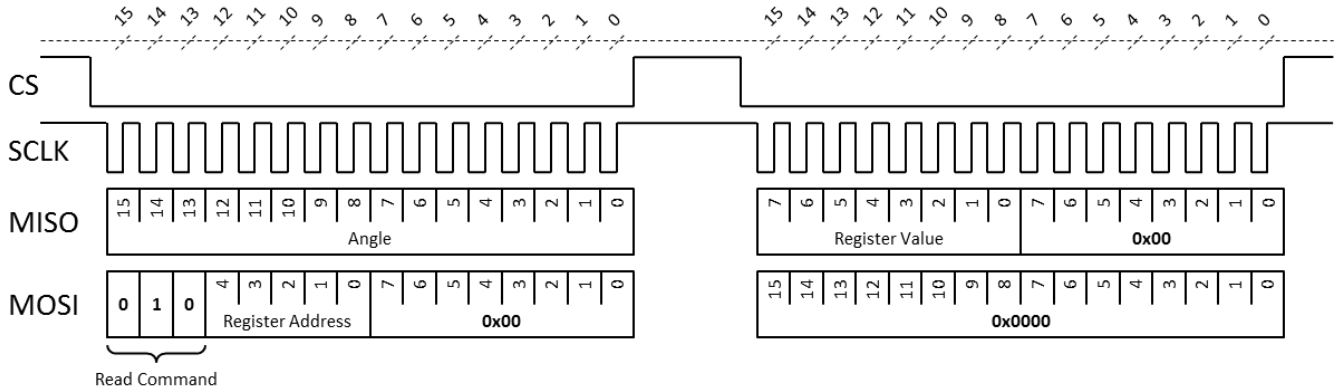 15 14 13 12 11 10 9 8 7 6 5 4 3 2 1 0 15 14 13 12 11 10 9 8 7 6 5 4 3 2 1 0
CS
SCLK
MISO 15 14 13 12 11 10 9 8 7 6 5 4 3 2 1 0 7 6 5 4 3 2 1 0 7 6 5 4 3 2 1 0
Angle Register Value 0x00
MOSI 0 1 0 4 3 2 1 0 7 6 5 4 3 2 1 0 15 14 13 12 11 10 9 8 7 6 5 4 3 2 1 0
Register Address 0x00 0x0000
Read Command